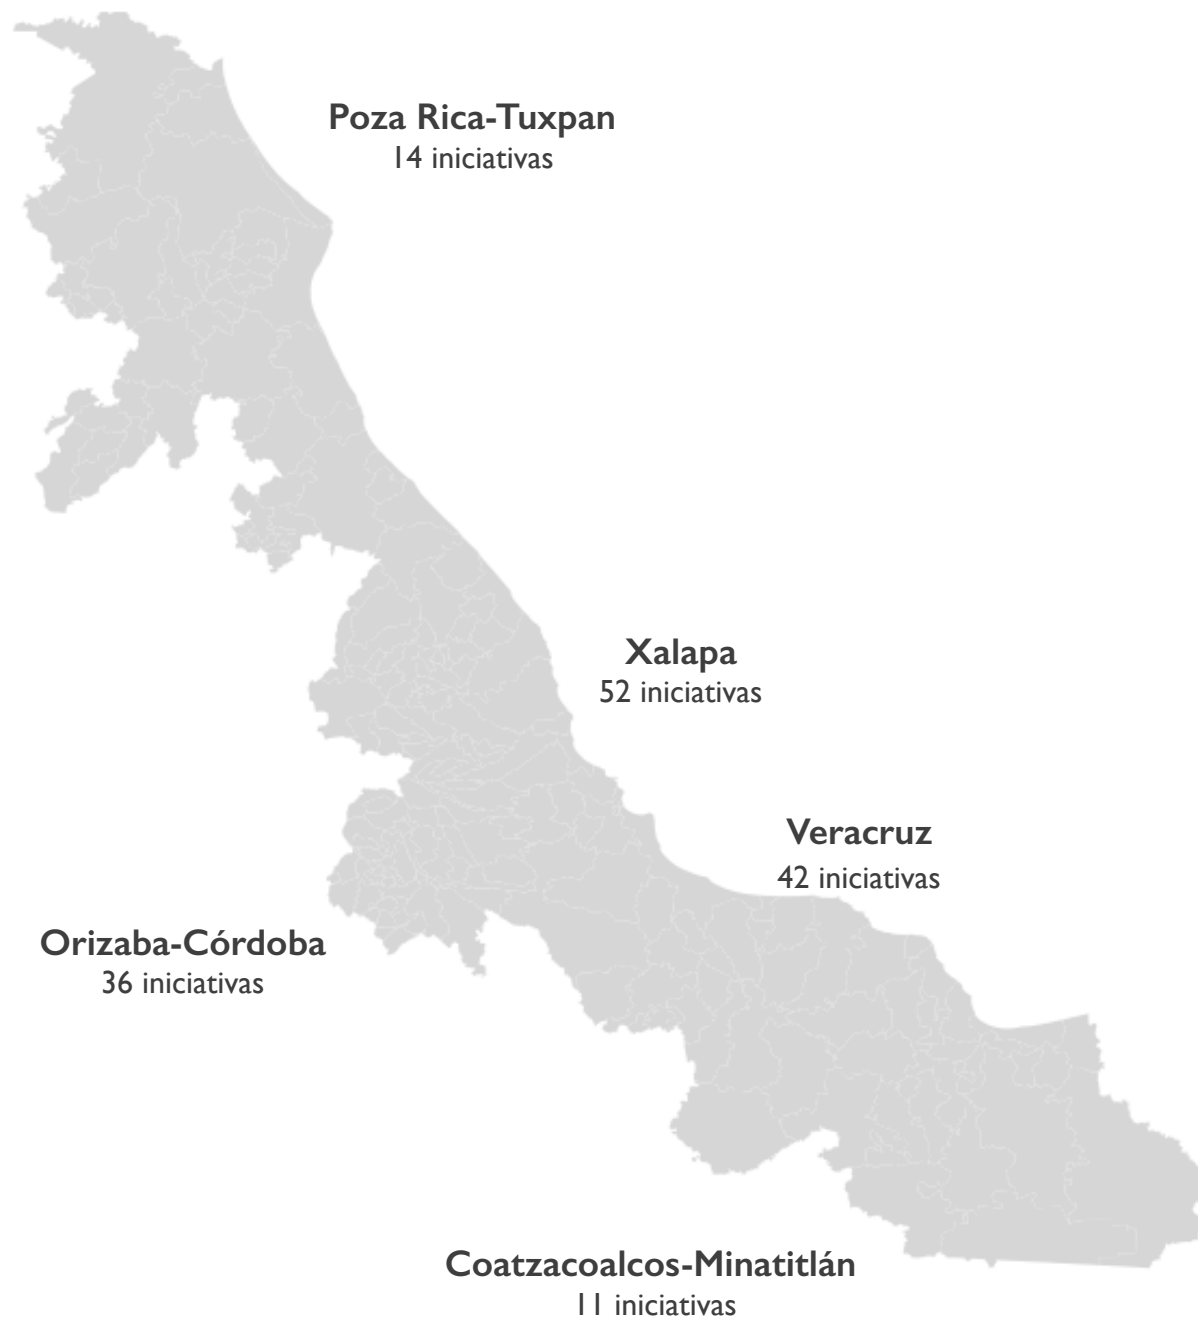 Poza Rica-Tuxpan
14 iniciativas
Xalapa
52 iniciativas
Veracruz
42 iniciativas
Orizaba-Córdoba
36 iniciativas
Coatzacoalcos-Minatitlán
11 iniciativas